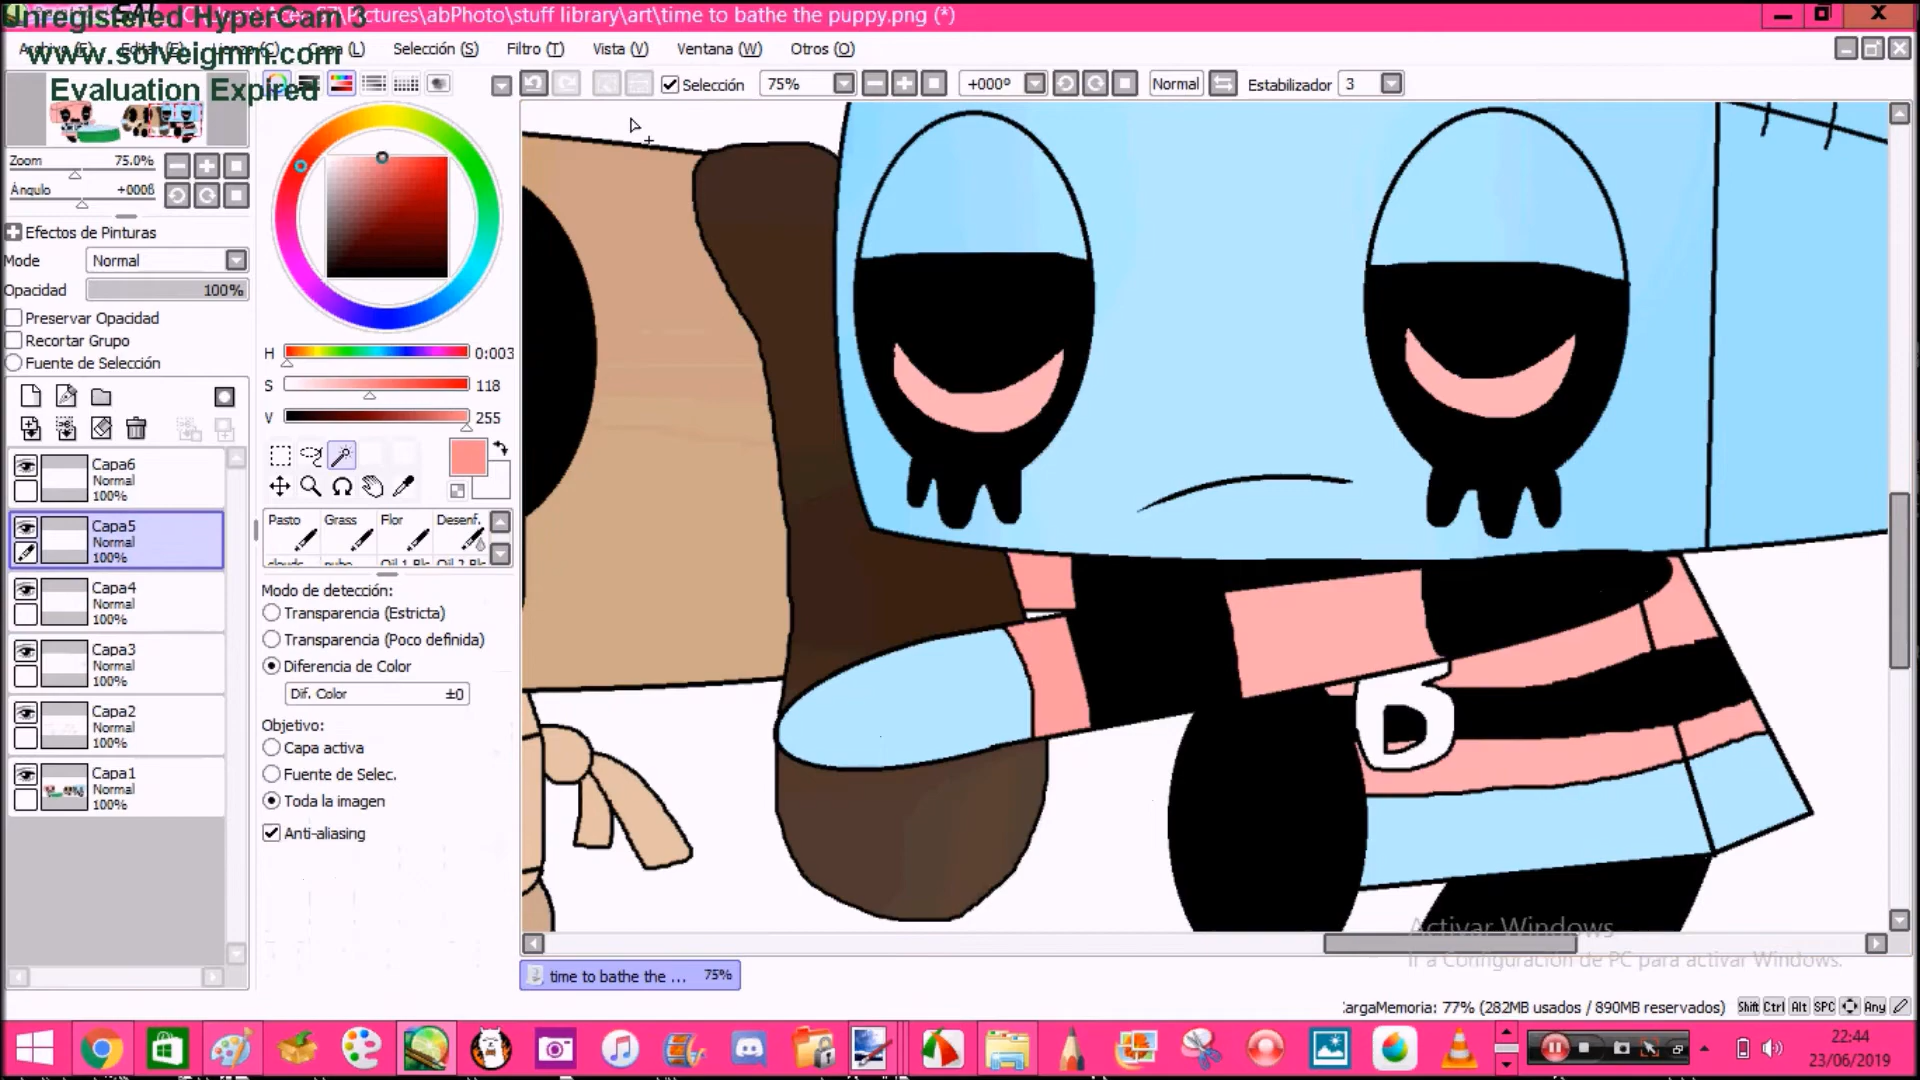 Unregistered HyperCam 3
Pictures\abPhoto\stuff library\art\time to bathe the puppy.png (*)
www.solveigmm.com
Evaluation Expired
Selección (S)
Filtro (T)
Vista (V)
Ventana (W)
Otros (O)
Selección
75%
+000º
Normal
Estabilizador
3
Zoom
75.0%
Ángulo
+000ß
Efectos de Pinturas
Mode
Normal
Opacidad
100%
Preservar Opacidad
Recortar Grupo
Fuente de Selección
Capa6
Normal
100%
Capa5
Normal
100%
Capa4
Normal
100%
Capa3
Normal
100%
Capa2
Normal
100%
Capa1
Normal
100%
H
0:003
S
118
V
255
Pasto
Grass
Flor
Desenf.
Modo de detección:
Transparencia (Estricta)
Transparencia (Poco definida)
Diferencia de Color
Dif. Color
±0
Objetivo:
Capa activa
Fuente de Selec.
Toda la imagen
Anti-aliasing
B
Activar Windows
Ir a Configuración de PC para activar Windows.
time to bathe the ...
75%
argaMemoria: 77% (282MB usados / 890MB reservados)
Shift Ctrl Alt SPC Any
22:44
23/06/2019